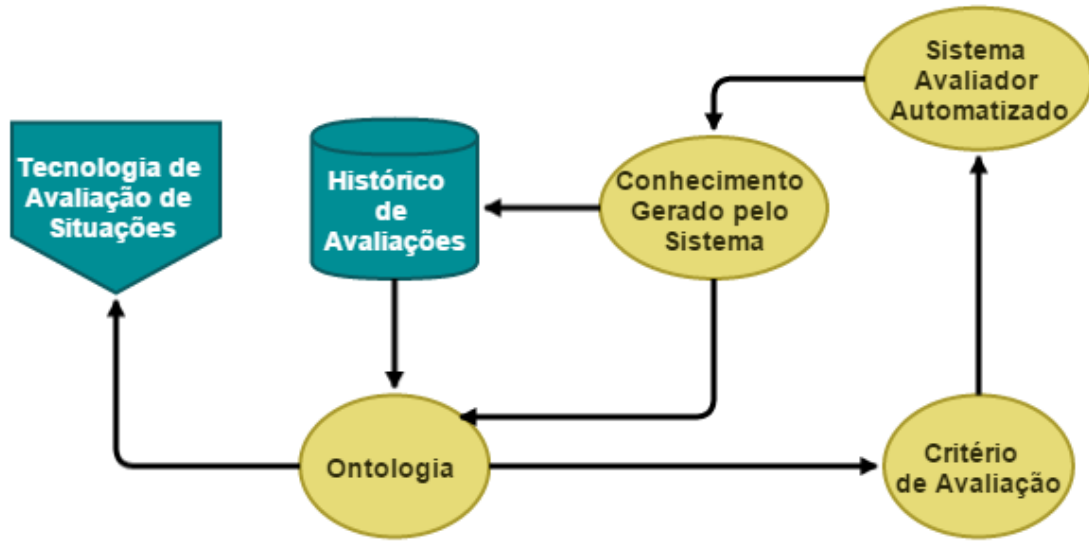 Sistema
Avaliador
Automatizado
Tecnologia de
Avaliação de
Situações
Histórico
de
Avaliações
Conhecimento
Gerado pelo
Sistema
Ontologia
Critério
de Avaliação